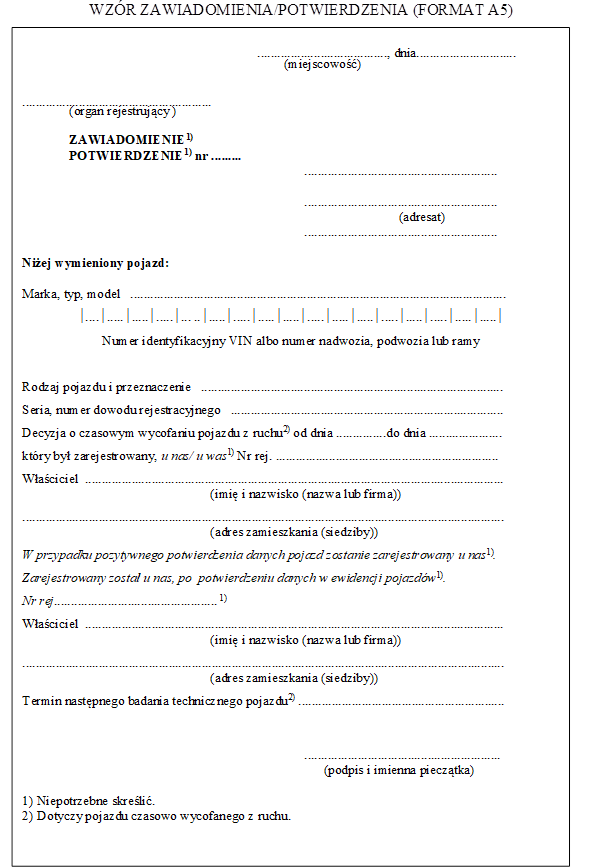 WZÓR ZAWIADOMIENIA/POTWIERDZENIA (FORMAT A5)
......................................., dnia..............................
(miejscowość)
.........................................................
(organ rejestrujący)
ZAWIADOMIENIE 1)
POTWIERDZENIE 1) nr .........
..........................................................
..........................................................
(adresat)
..........................................................
Niżej wymieniony pojazd:
Marka, typ, model .................................................................................................................
|....|.....|.....|.....|.....|.....|.....|.....|.....|.....|.....|.....|.....|.....|.....|.....|.....|
Numer identyfikacyjny VIN albo numer nadwozia, podwozia lub ramy
Rodzaj pojazdu i przeznaczenie ...........................................................................................
Seria, numer dowodu rejestracyjnego ..................................................................................
Decyzja o czasowym wycofaniu pojazdu z ruchu2) od dnia ...............do dnia ......................
który był zarejestrowany, u nas/ u was1) Nr rej. ...................................................................
Właściciel ..............................................................................................................................
(imię i nazwisko (nazwa lub firma))
.................................................................................................................................................
(adres zamieszkania (siedziby))
W przypadku pozytywnego potwierdzenia danych pojazd zostanie zarejestrowany u nas1).
Zarejestrowany został u nas, po potwierdzeniu danych w ewidencji pojazdów1).
Nr rej................................................. 1)
Właściciel ..............................................................................................................................
(imię i nazwisko (nazwa lub firma))
.................................................................................................................................................
(adres zamieszkania (siedziby))
Termin następnego badania technicznego pojazdu2) ..............................................................
...........................................................
(podpis i imienna pieczątka)
1) Niepotrzebne skreślić.
2) Dotyczy pojazdu czasowo wycofanego z ruchu.